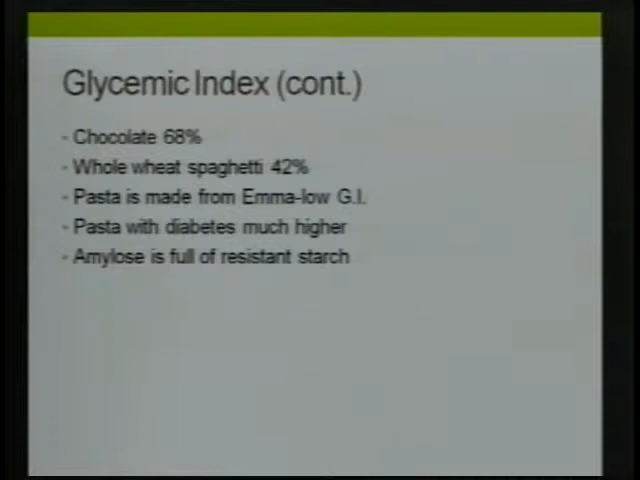 Glycemic Index (cont.)
- Chocolate 68%
- Whole wheat spaghetti 42%
- Pasta is made from Emma-low G.I.
- Pasta with diabetes much higher
- Amylose is full of resistant starch